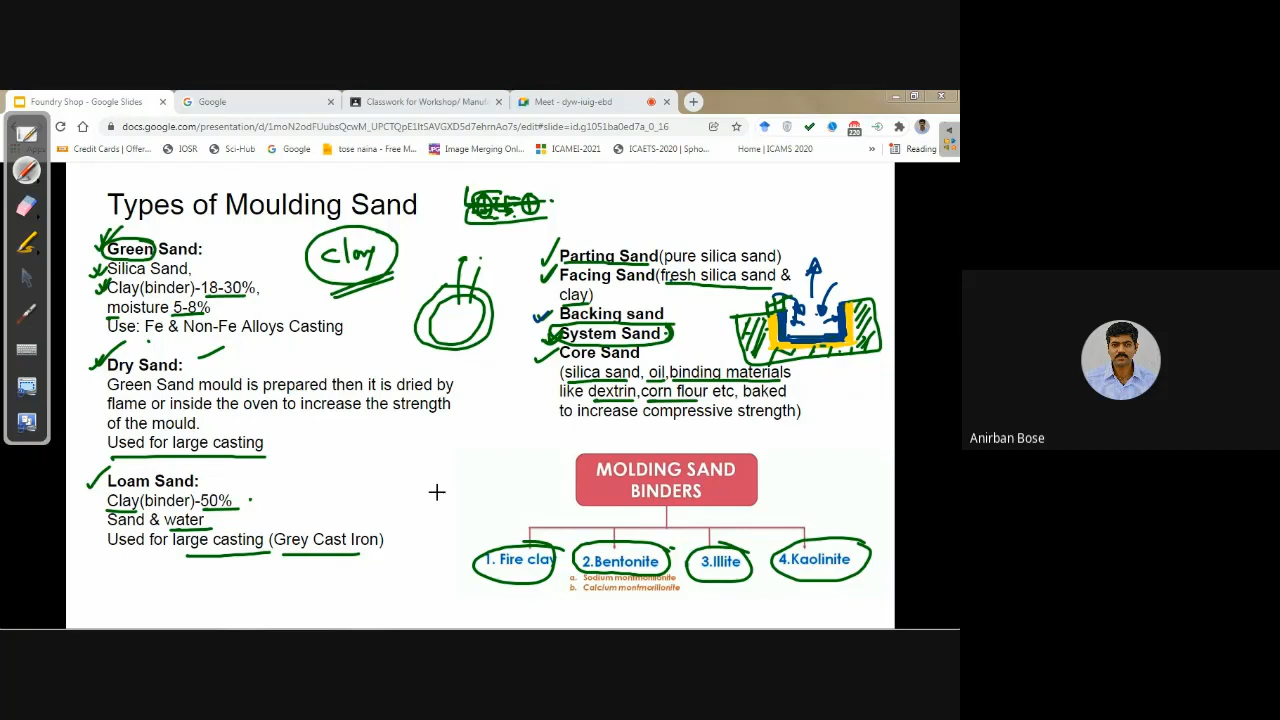 Foundry Shop - Google Slides
Google
Classwork for Workshop/ Manuf
Meet - dyw-iuig-ebd
docs.google.com/presentation/d/1moN2odFUubsQcwM_UPCTQpE1ItSAVGXD5d7ehrnAo7s/edit#slide=id.g1051ba0ed7a_0_16
220
Apps
Credit Cards | Offer...
IOSR
Sci-Hub
Google
tose naina - Free M...
Image Merging Onl...
ICAMEI-2021
ICAETS-2020 | Spho...
Home | ICAMS 2020
»
Reading
Types of Moulding Sand
clay
Green Sand:
Silica Sand,
Clay(binder)-18-30%,
moisture 5-8%
Use: Fe & Non-Fe Alloys Casting
Dry Sand:
Green Sand mould is prepared then it is dried by
flame or inside the oven to increase the strength
of the mould.
Used for large casting
Loam Sand:
Clay(binder)-50%
Sand & water
Used for large casting (Grey Cast Iron)
Parting Sand(pure silica sand)
Facing Sand(fresh silica sand &
clay)
Backing sand
System Sand
Core Sand
(silica sand, oil,binding materials
like dextrin,corn flour etc, baked
to increase compressive strength)
MOLDING SAND
BINDERS
1. Fire clay
2.Bentonite
3.Illite
4.Kaolinite
a. Sodium montmorillonite
b. Calcium montmorillonite
Anirban Bose